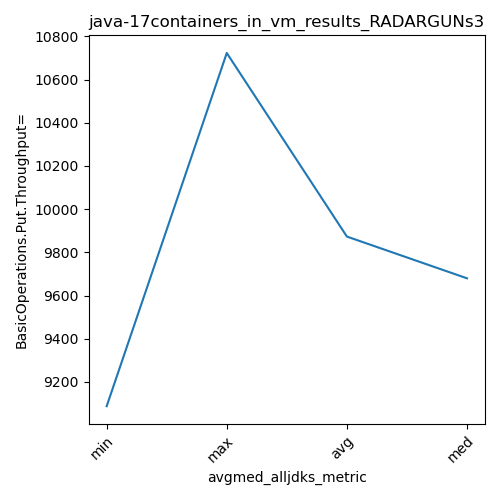 java-17containers_in_vm_results_RADARGUNs3
BasicOperations.Put.Throughput=
10800
10600
10400
10200
10000
9800
9600
9400
9200
min
max
avg
med
avgmed_alljdks_metric